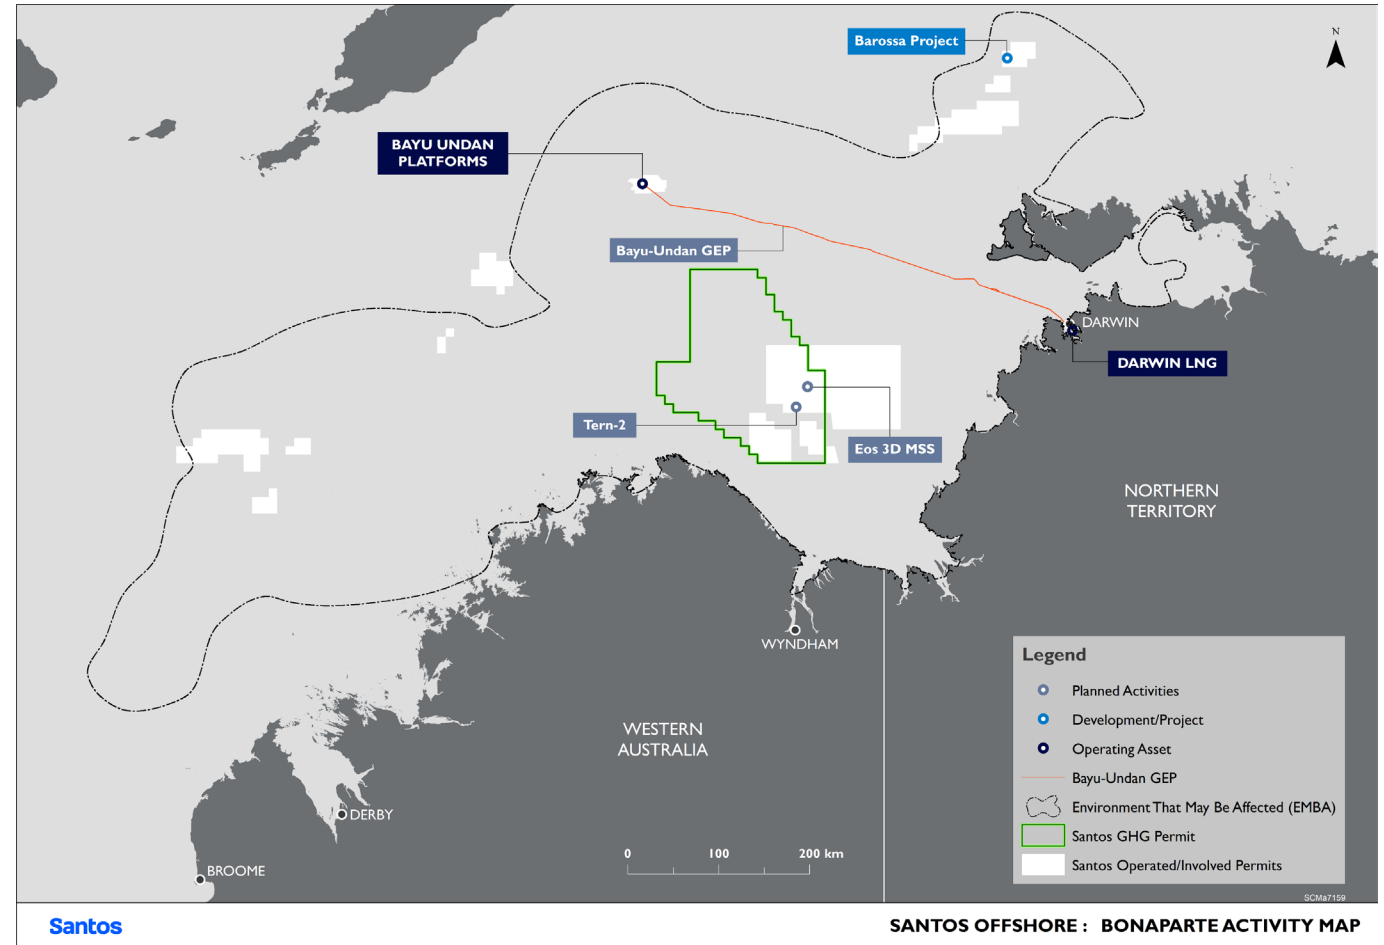 N
Barossa Project
BAYU UNDAN
PLATFORMS
Bayu-Undan GEP
DARWIN
DARWIN LNG
Tern-2
Eos 3D MSS
NORTHERN
TERRITORY
WYNDHAM
WESTERN
AUSTRALIA
DERBY
BROOME
0 100 200 km
Legend
Planned Activities
Development/Project
Operating Asset
Bayu-Undan GEP
Environment That May Be Affected (EMBA)
Santos GHG Permit
Santos Operated/Involved Permits
SCMa7159
Santos
SANTOS OFFSHORE : BONAPARTE ACTIVITY MAP